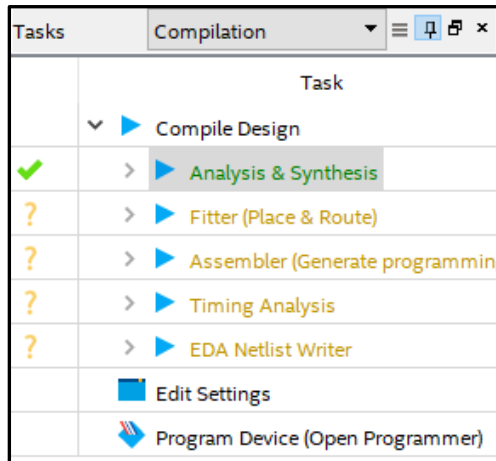 Tasks Compilation
Task
Compile Design
Analysis & Synthesis
Fitter (Place & Route)
Assembler (Generate programmin
Timing Analysis
EDA Netlist Writer
Edit Settings
Program Device (Open Programmer)